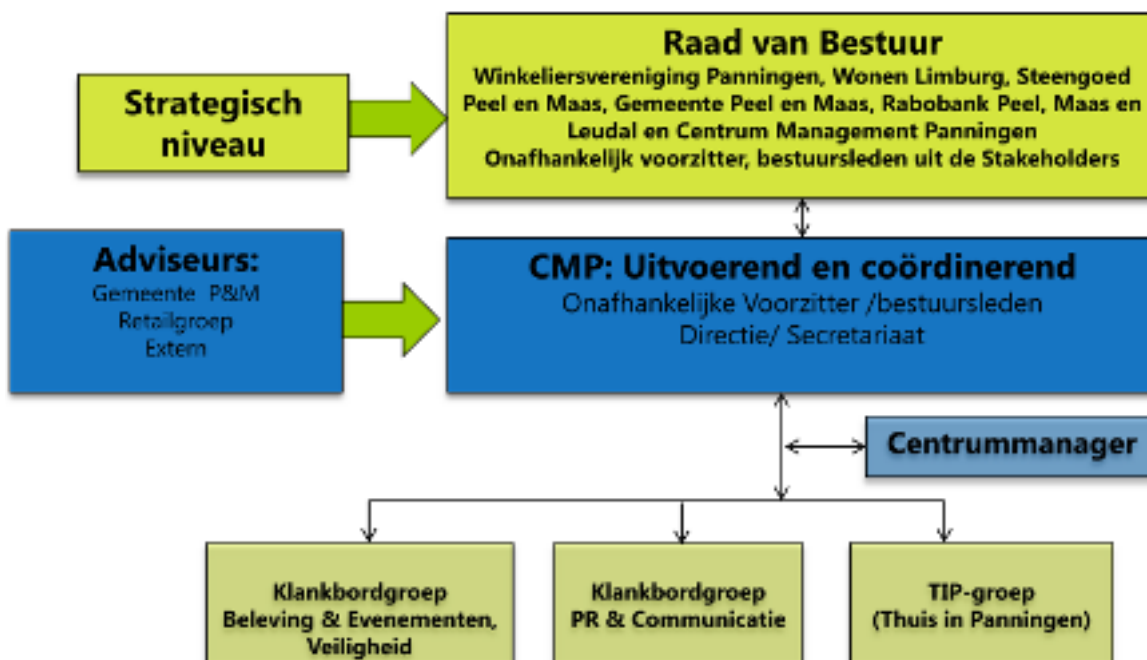 Strategisch
niveau
Raad van Bestuur
Winkeliersvereniging Panningen, Wonen Limburg, Steengoed
Peel en Maas, Gemeente Peel en Maas, Rabobank Peel, Maas en
Leudal en Centrum Management Panningen
Onafhankelijk voorzitter, bestuursleden uit de Stakeholders
Adviseurs:
Gemeente P&M
Retailgroep
Extern
CMP: Uitvoerend en coördinerend
Onafhankelijke Voorzitter /bestuursleden
Directie/ Secretariaat
Centrummanager
Klankbordgroep
Beleving & Evenementen,
Veiligheid
Klankbordgroep
PR & Communicatie
TIP-groep
(Thuis in Panningen)